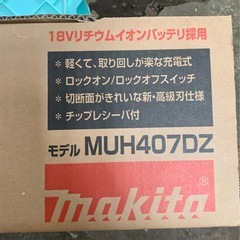 18Vリチウムイオンバッテリ採用
* 軽くて、取り回しが楽な充電式
* ロックオン/ロックオフスイッチ
* 切断面がきれいな新・高級刃仕様
* チップレシーバ付
モデル MUH407DZ
makita®